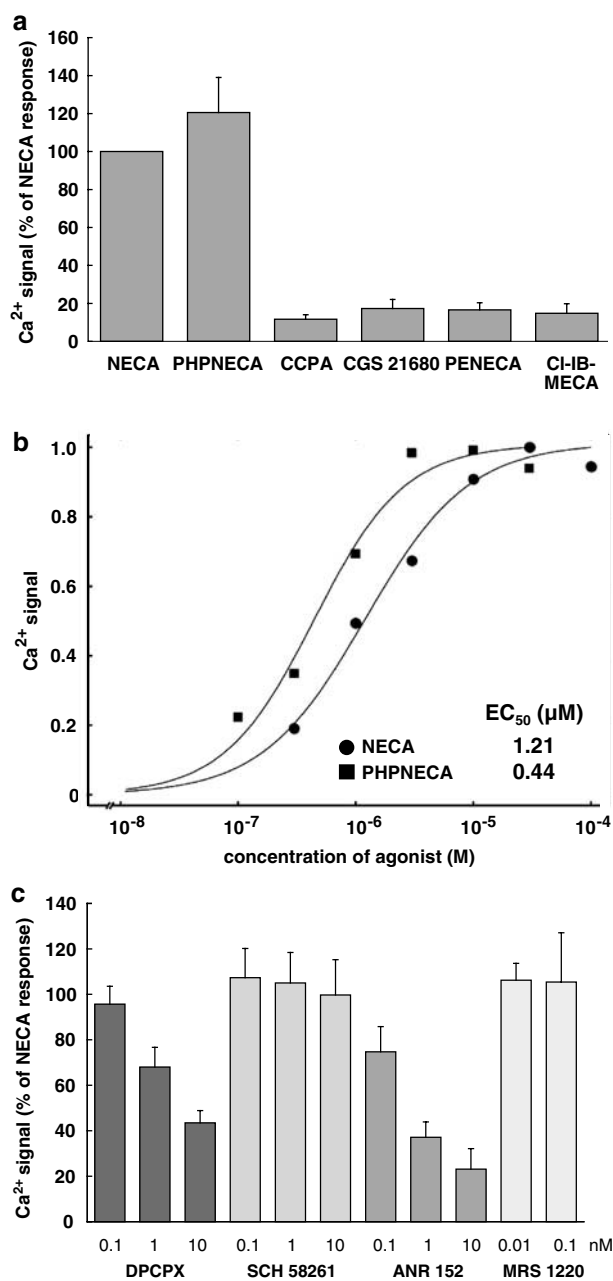 a
Ca²⁺ signal (% of NECA response)
160
140
120
100
80
60
40
20
0
NECA PHPNECA CCPA CGS 21680 PENECA Cl-IB-
MECA
b
Ca²⁺ signal
1.0
0.8
0.6
0.4
0.2
0
EC₅₀ (µM)
NECA 1.21
PHPNECA 0.44
10⁻⁸ 10⁻⁷ 10⁻⁶ 10⁻⁵ 10⁻⁴
concentration of agonist (M)
c
Ca²⁺ signal (% of NECA response)
140
120
100
80
60
40
20
0
0.1 1 10 0.1 1 10 0.1 1 10 0.01 0.1 nM
DPCPX SCH 58261 ANR 152 MRS 1220